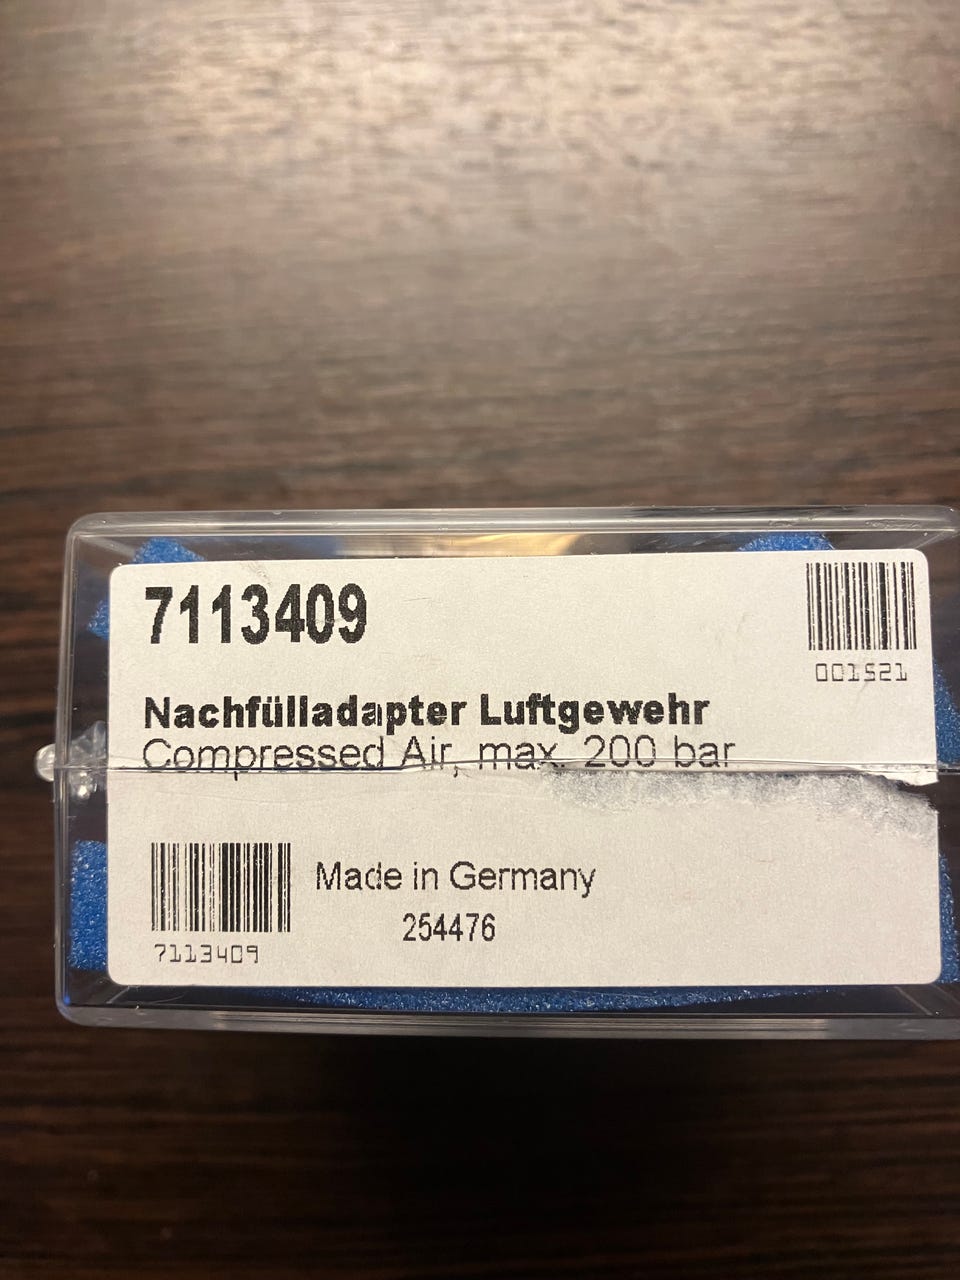 7113409
001521
Nachfülladapter Luftgewehr
Compressed Air, max. 200 bar
Made in Germany
254476
7113409